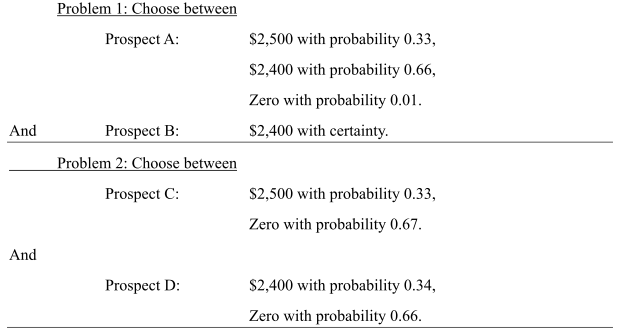 Problem 1: Choose between
Prospect A: $2,500 with probability 0.33,
$2,400 with probability 0.66,
Zero with probability 0.01.
And Prospect B: $2,400 with certainty.
Problem 2: Choose between
Prospect C: $2,500 with probability 0.33,
Zero with probability 0.67.
And
Prospect D: $2,400 with probability 0.34,
Zero with probability 0.66.